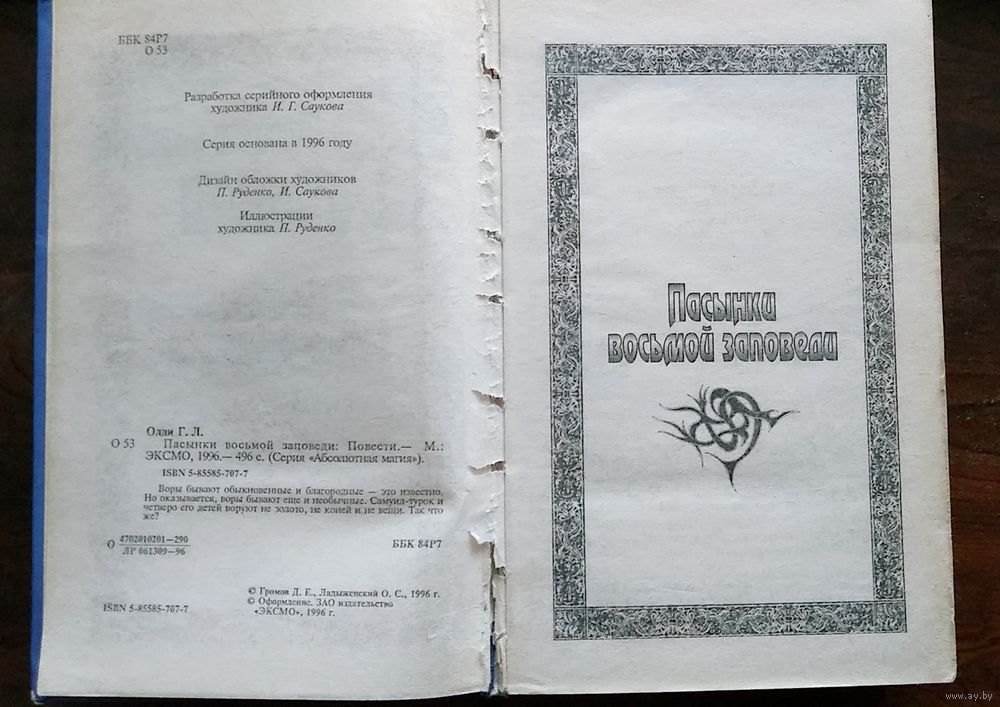 ББК 84Р7
О 53
Разработка серийного оформления
художника И. Г. Саукова
Серия основана в 1996 году
Дизайн обложки художников
П. Руденко, И. Саукова
Иллюстрации
художника П. Руденко
Олди Г. Л.
О 53 Пасынки восьмой заповеди: Повести.— М.:
ЭКСМО, 1996.— 496 с. (Серия «Абсолютная магия»).
ISBN 5-85585-707-7
Воры бывают обыкновенные и благородные — это известно.
Но оказывается, воры бывают еще и необычные. Самуил-турок и
четверо его детей воруют не золото, не коней и не вещи. Так что
же?
О 4702010201—290
ЛР 061309—96
ББК 84Р7
© Громов Д. Е., Ладыженский О. С., 1996 г.
© Оформление. ЗАО издательство
«ЭКСМО», 1996 г.
ISBN 5-85585-707-7
Пасынки
восьмой заповеди
www.ay.by